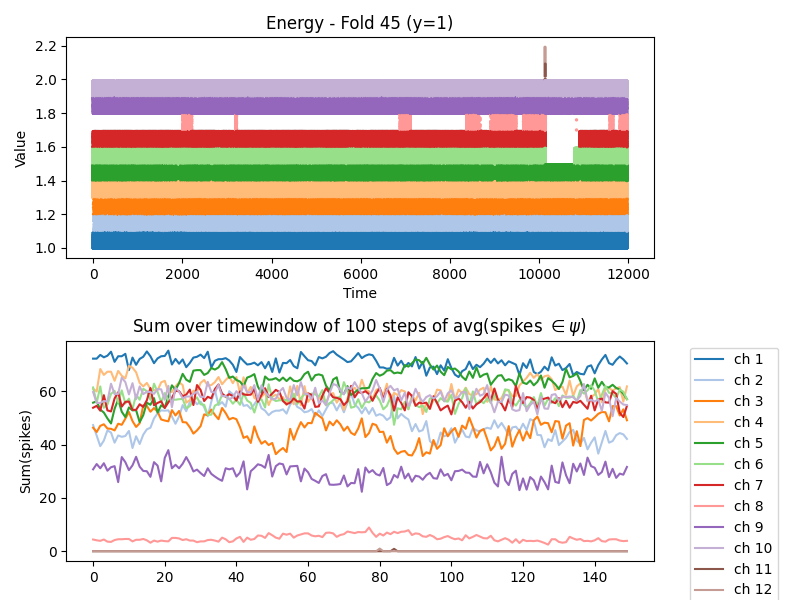 Energy - Fold 45 (y=1)
2.2
2.0
1.8
1.6
1.4
1.2
1.0
Value
0 2000 4000 6000 8000 10000 12000
Time
Sum over timewindow of 100 steps of avg(spikes ∈ ψ)
60
40
20
0
Sum(spikes)
0 20 40 60 80 100 120 140
ch 1
ch 2
ch 3
ch 4
ch 5
ch 6
ch 7
ch 8
ch 9
ch 10
ch 11
ch 12